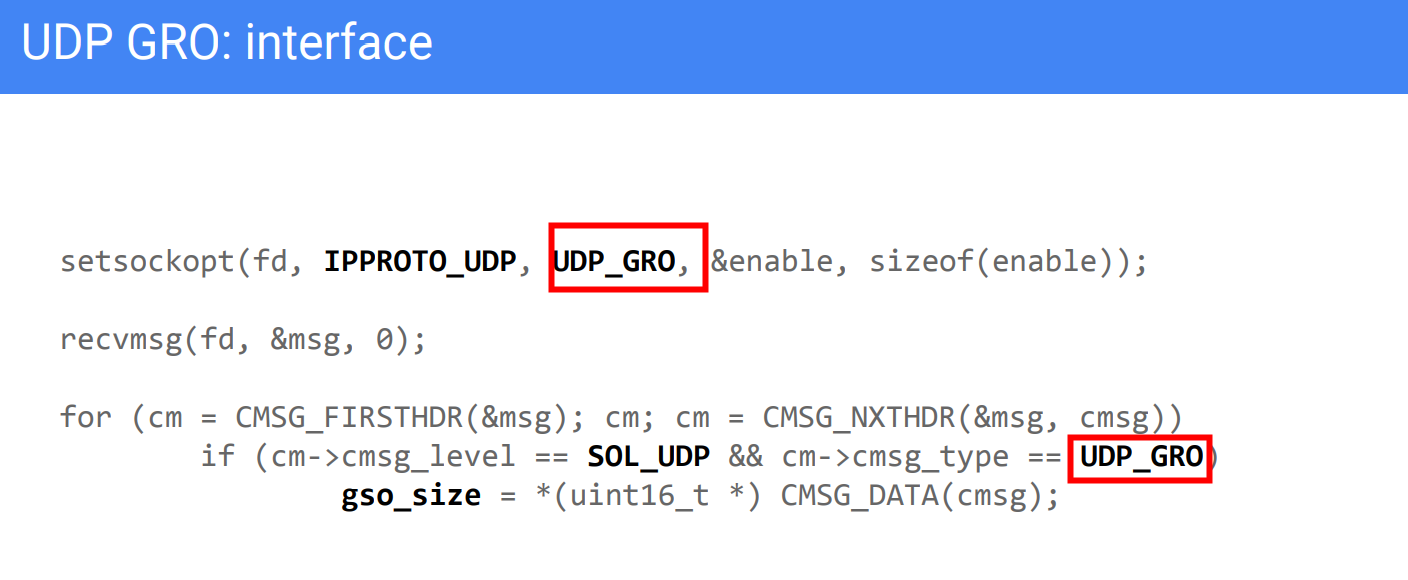 UDP GRO: interface
setsockopt(fd, IPPROTO_UDP, UDP_GRO, &enable, sizeof(enable));
recvmsg(fd, &msg, 0);
for (cm = CMSG_FIRSTHDR(&msg); cm; cm = CMSG_NXTHDR(&msg, cmsg))
if (cm->cmsg_level == SOL_UDP && cm->cmsg_type == UDP_GRO)
gso_size = *(uint16_t *) CMSG_DATA(cmsg);